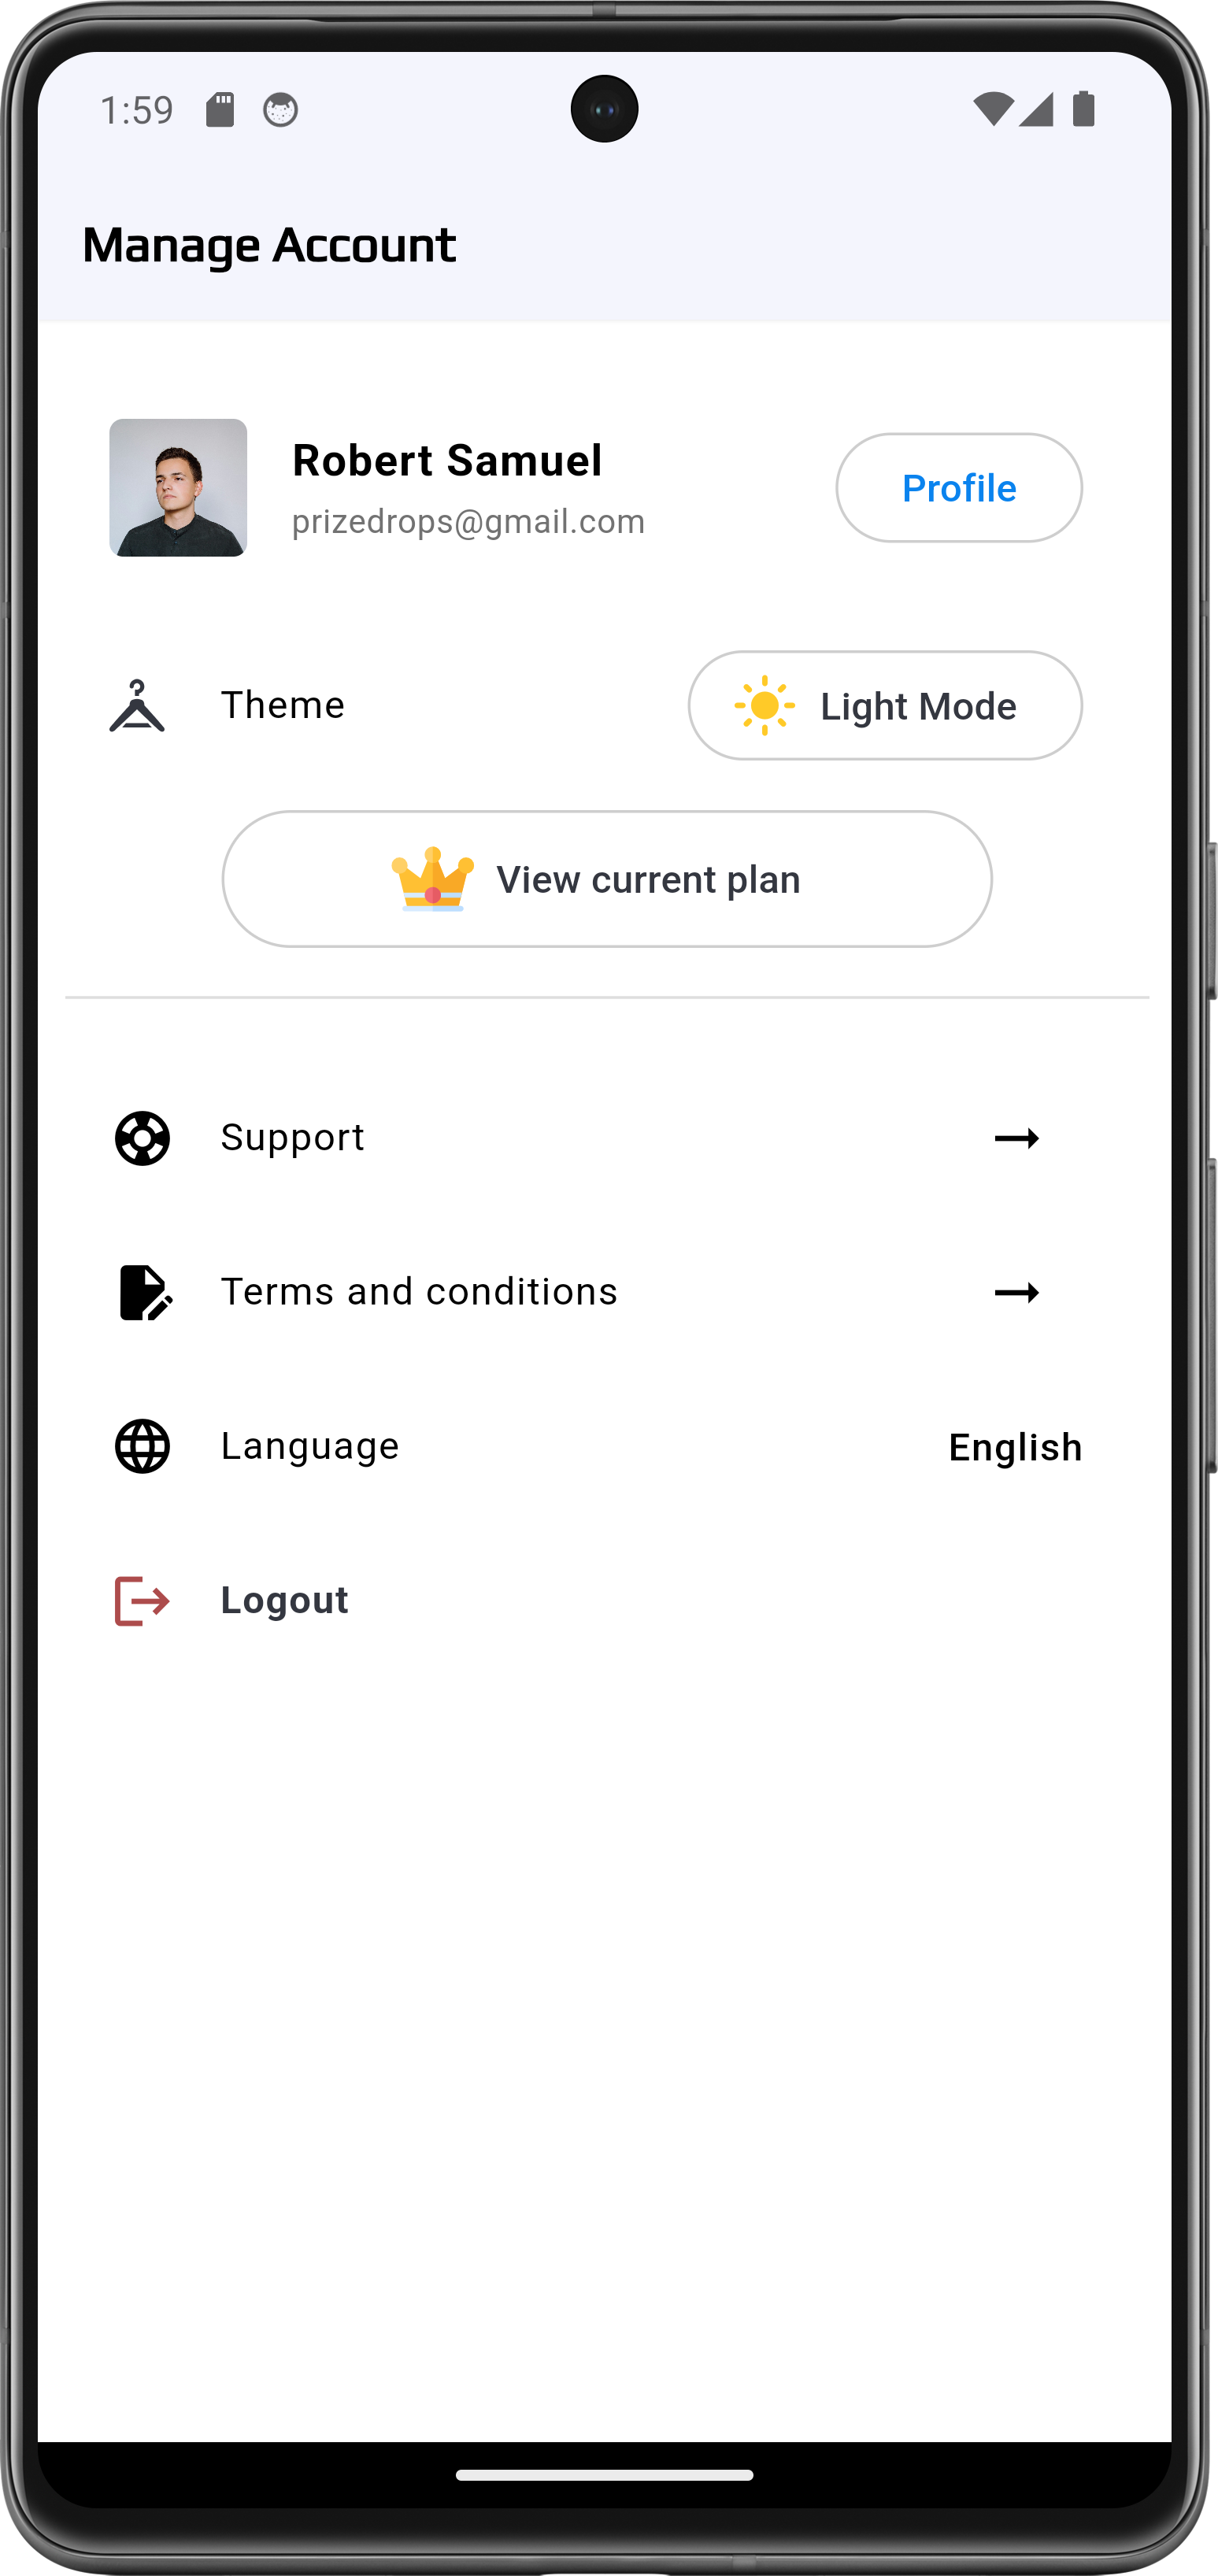 1:59
Manage Account
Robert Samuel
prizedrops@gmail.com
Profile
Theme
Light Mode
View current plan
Support
Terms and conditions
Language
English
Logout